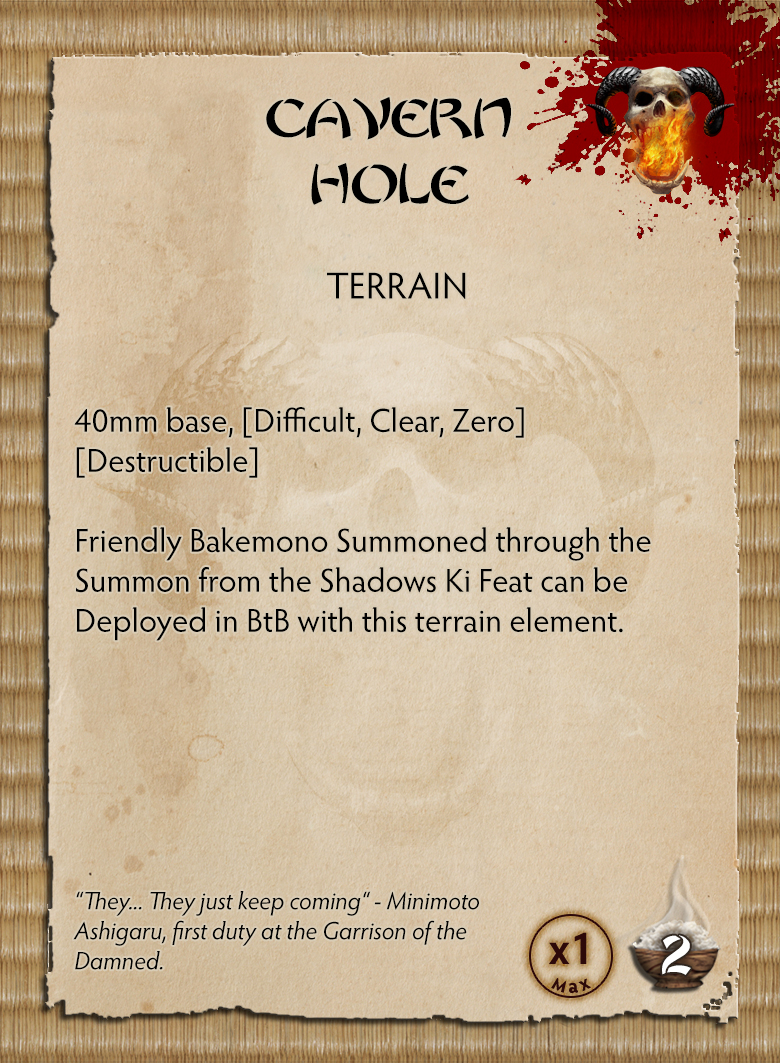 CAVERN
HOLE
TERRAIN
40mm base, [Difficult, Clear, Zero]
[Destructible]
Friendly Bakemono Summoned through the
Summon from the Shadows Ki Feat can be
Deployed in BtB with this terrain element.
“They... They just keep coming“ - Minimoto
Ashigaru, first duty at the Garrison of the
Damned.
x1
Max
2